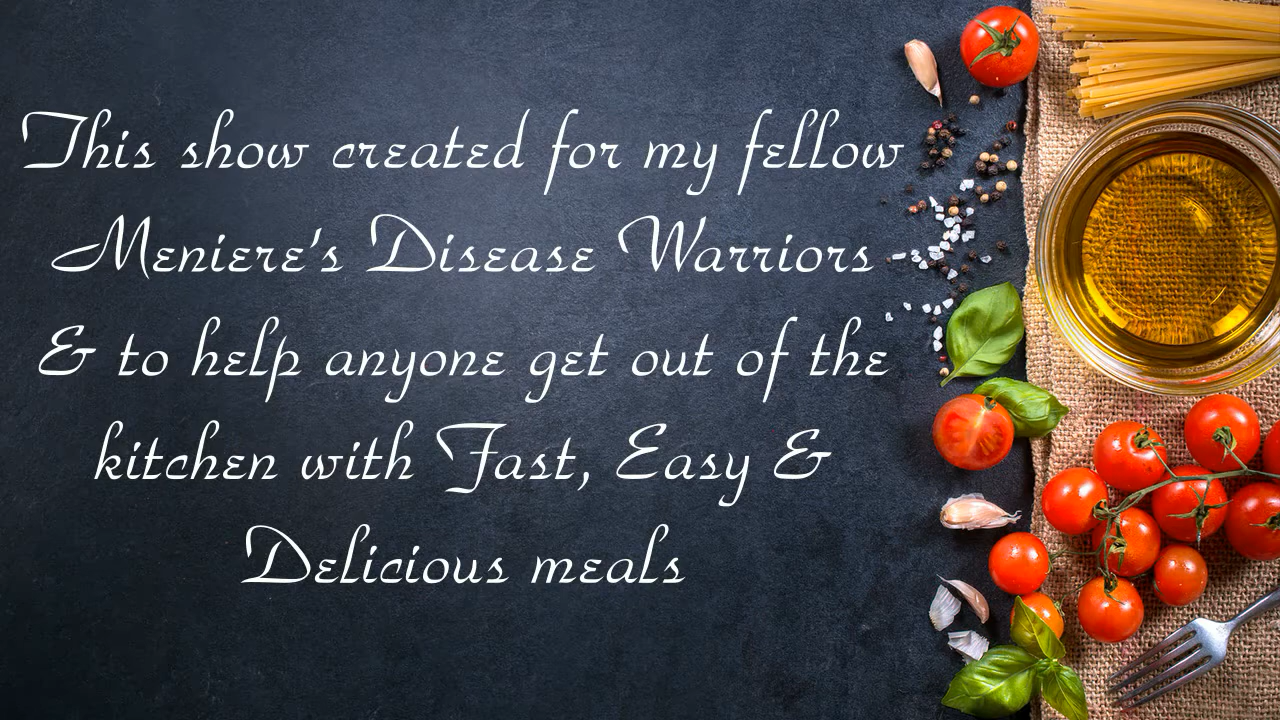 This show created for my fellow
Meniere's Disease Warriors
& to help anyone get out of the
kitchen with Fast, Easy &
Delicious meals